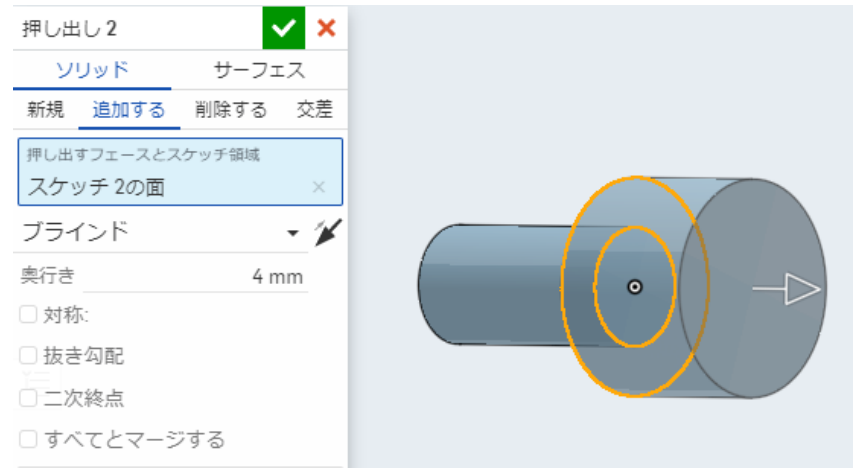 押し出し 2
ソリッド サーフェス
新規 追加する 削除する 交差
押し出すフェースとスケッチ領域
スケッチ 2の面
ブラインド
奥行き 4 mm
対称:
抜き勾配
二次終点
すべてとマージする